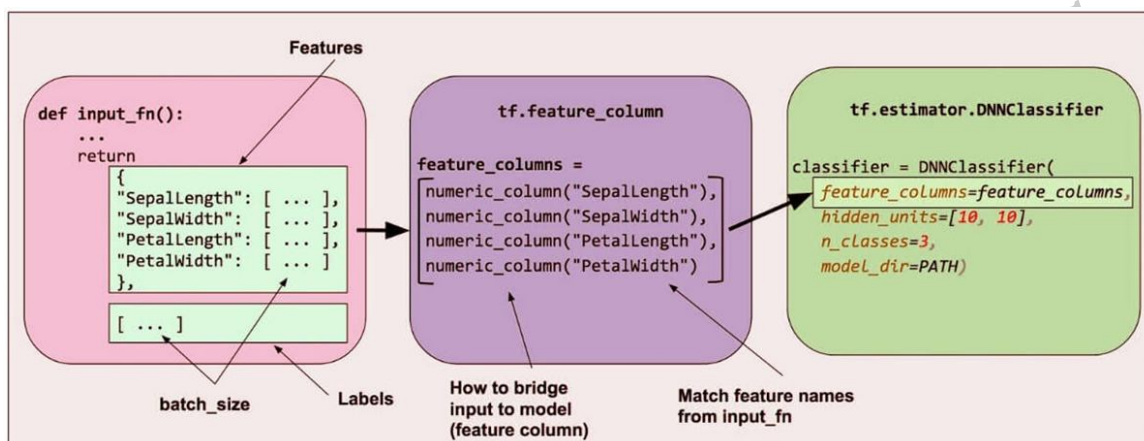 Features
def input_fn():
...
return
{
"SepalLength": [ ... ],
"SepalWidth": [ ... ],
"PetalLength": [ ... ],
"PetalWidth": [ ... ]
},
[ ... ]
batch_size
Labels
tf.feature_column
feature_columns =
numeric_column("SepalLength"),
numeric_column("SepalWidth"),
numeric_column("PetalLength"),
numeric_column("PetalWidth")
How to bridge
input to model
(feature column)
Match feature names
from input_fn
tf.estimator.DNNClassifier
classifier = DNNClassifier(
feature_columns=feature_columns,
hidden_units=[10, 10],
n_classes=3,
model_dir=PATH)